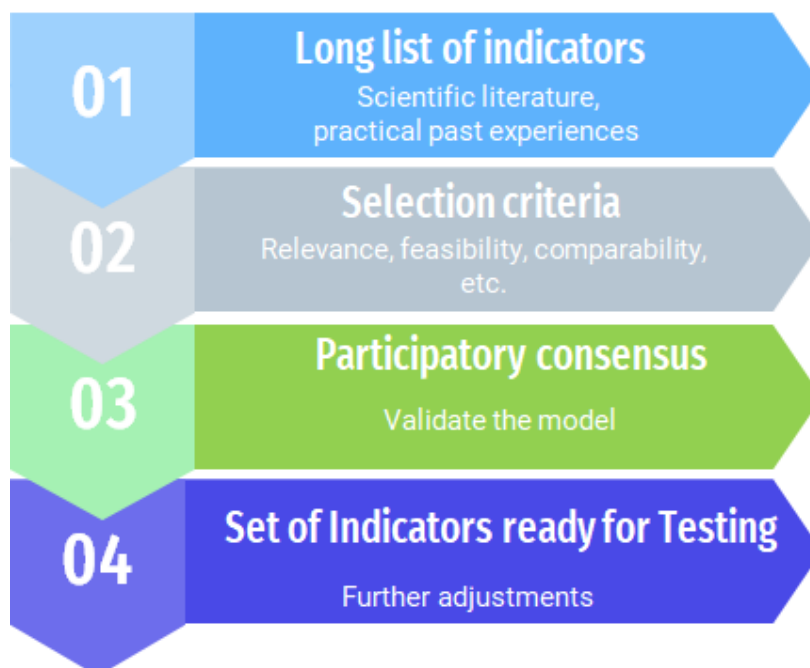 01
Long list of indicators
Scientific literature,
practical past experiences
02
Selection criteria
Relevance, feasibility, comparability,
etc.
03
Participatory consensus
Validate the model
04
Set of Indicators ready for Testing
Further adjustments